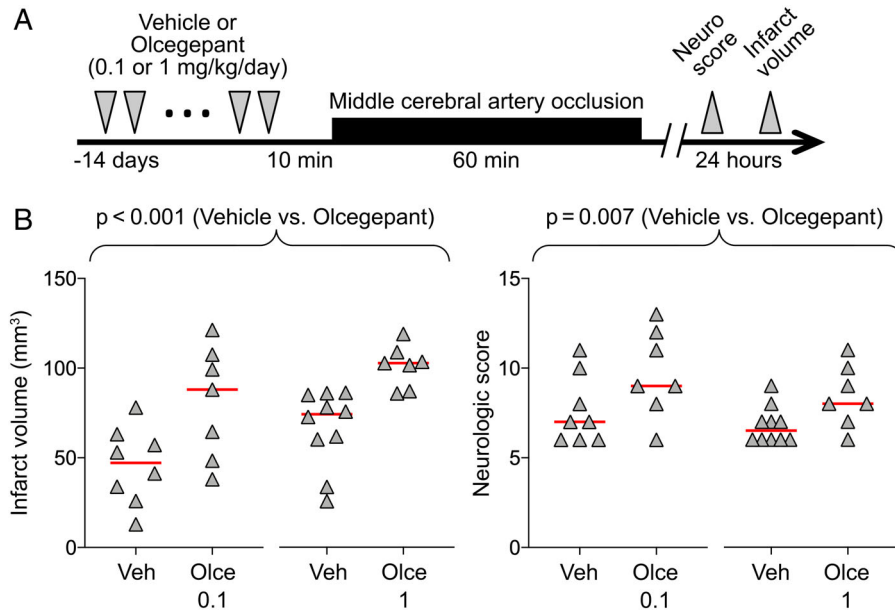 A
Vehicle or
Olcegepant
(0.1 or 1 mg/kg/day)
Neuro
score
Infarct
volume
Middle cerebral artery occlusion
-14 days
10 min
60 min
24 hours
B
p < 0.001 (Vehicle vs. Olcegepant)
Infarct volume (mm³)
150
100
50
0
Veh
Olce
0.1
Veh
Olce
1
p = 0.007 (Vehicle vs. Olcegepant)
Neurologic score
15
10
5
0
Veh
Olce
0.1
Veh
Olce
1